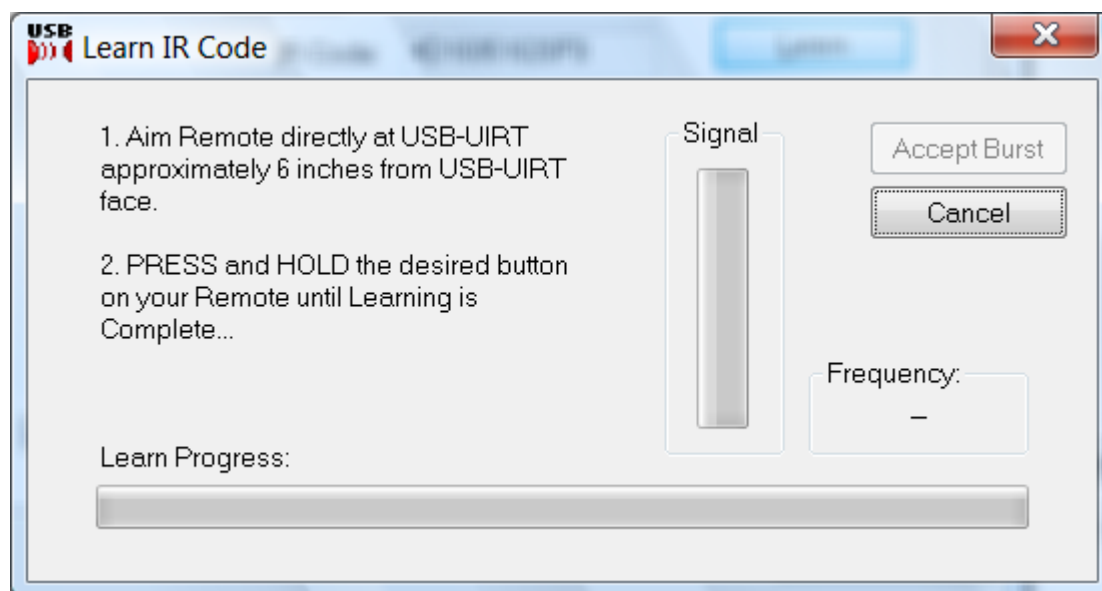 USB
Learn IR Code
1. Aim Remote directly at USB-UIRT
approximately 6 inches from USB-UIRT
face.
2. PRESS and HOLD the desired button
on your Remote until Learning is
Complete...
Signal
Accept Burst
Cancel
Frequency:
–
Learn Progress: